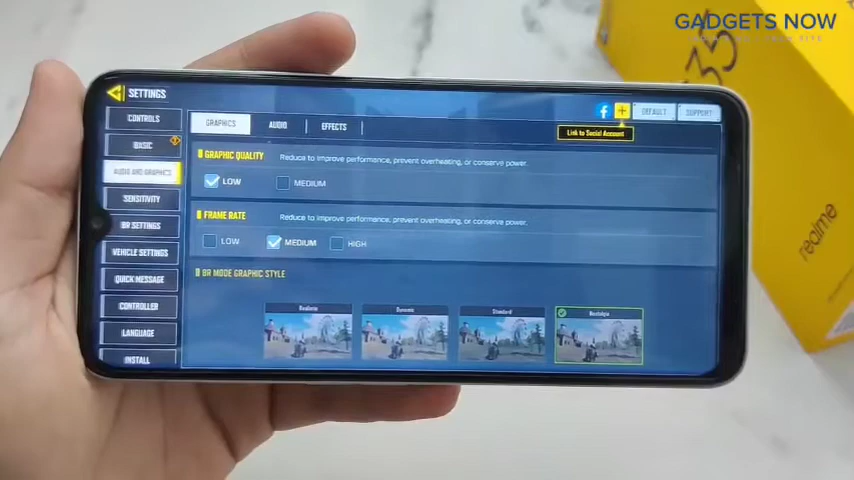 GADGETS NOW
SETTINGS
DEFAULT
SUPPORT
Link to Social Account
CONTROLS
BASIC
AUDIO AND GRAPHICS
SENSITIVITY
BR SETTINGS
VEHICLE SETTINGS
QUICK MESSAGE
CONTROLLER
LANGUAGE
INSTALL
GRAPHICS
AUDIO
EFFECTS
GRAPHIC QUALITY
Reduce to improve performance, prevent overheating, or conserve power.
LOW
MEDIUM
FRAME RATE
Reduce to improve performance, prevent overheating, or conserve power.
LOW
MEDIUM
HIGH
BR MODE GRAPHIC STYLE
Realistic
Dynamic
Standard
Nostalgia
realme